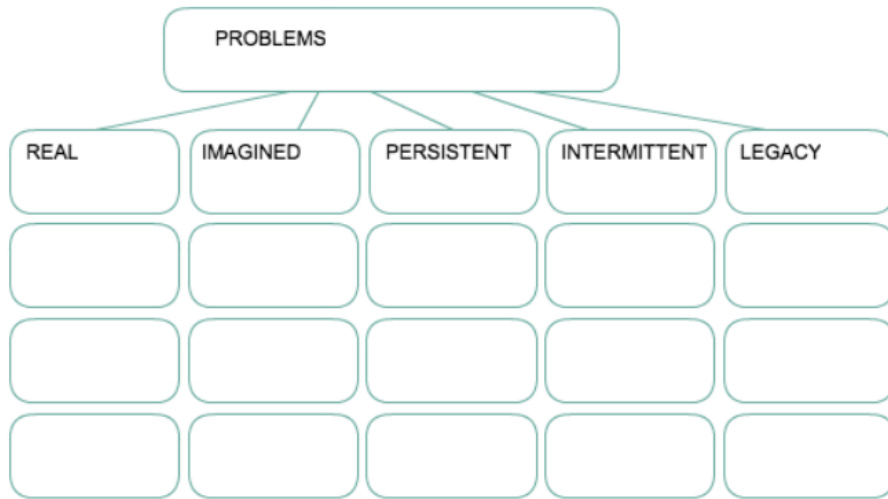 PROBLEMS
REAL
IMAGINED
PERSISTENT
INTERMITTENT
LEGACY